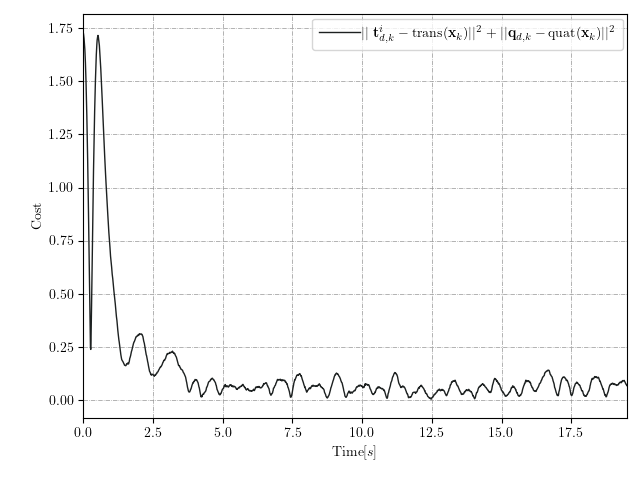 || t^i_{d,k} − trans(x_k)||^2 + ||q_{d,k} − quat(x_k)||^2
1.75
1.50
1.25
1.00
0.75
0.50
0.25
0.00
Cost
0.0 2.5 5.0 7.5 10.0 12.5 15.0 17.5
Time[s]